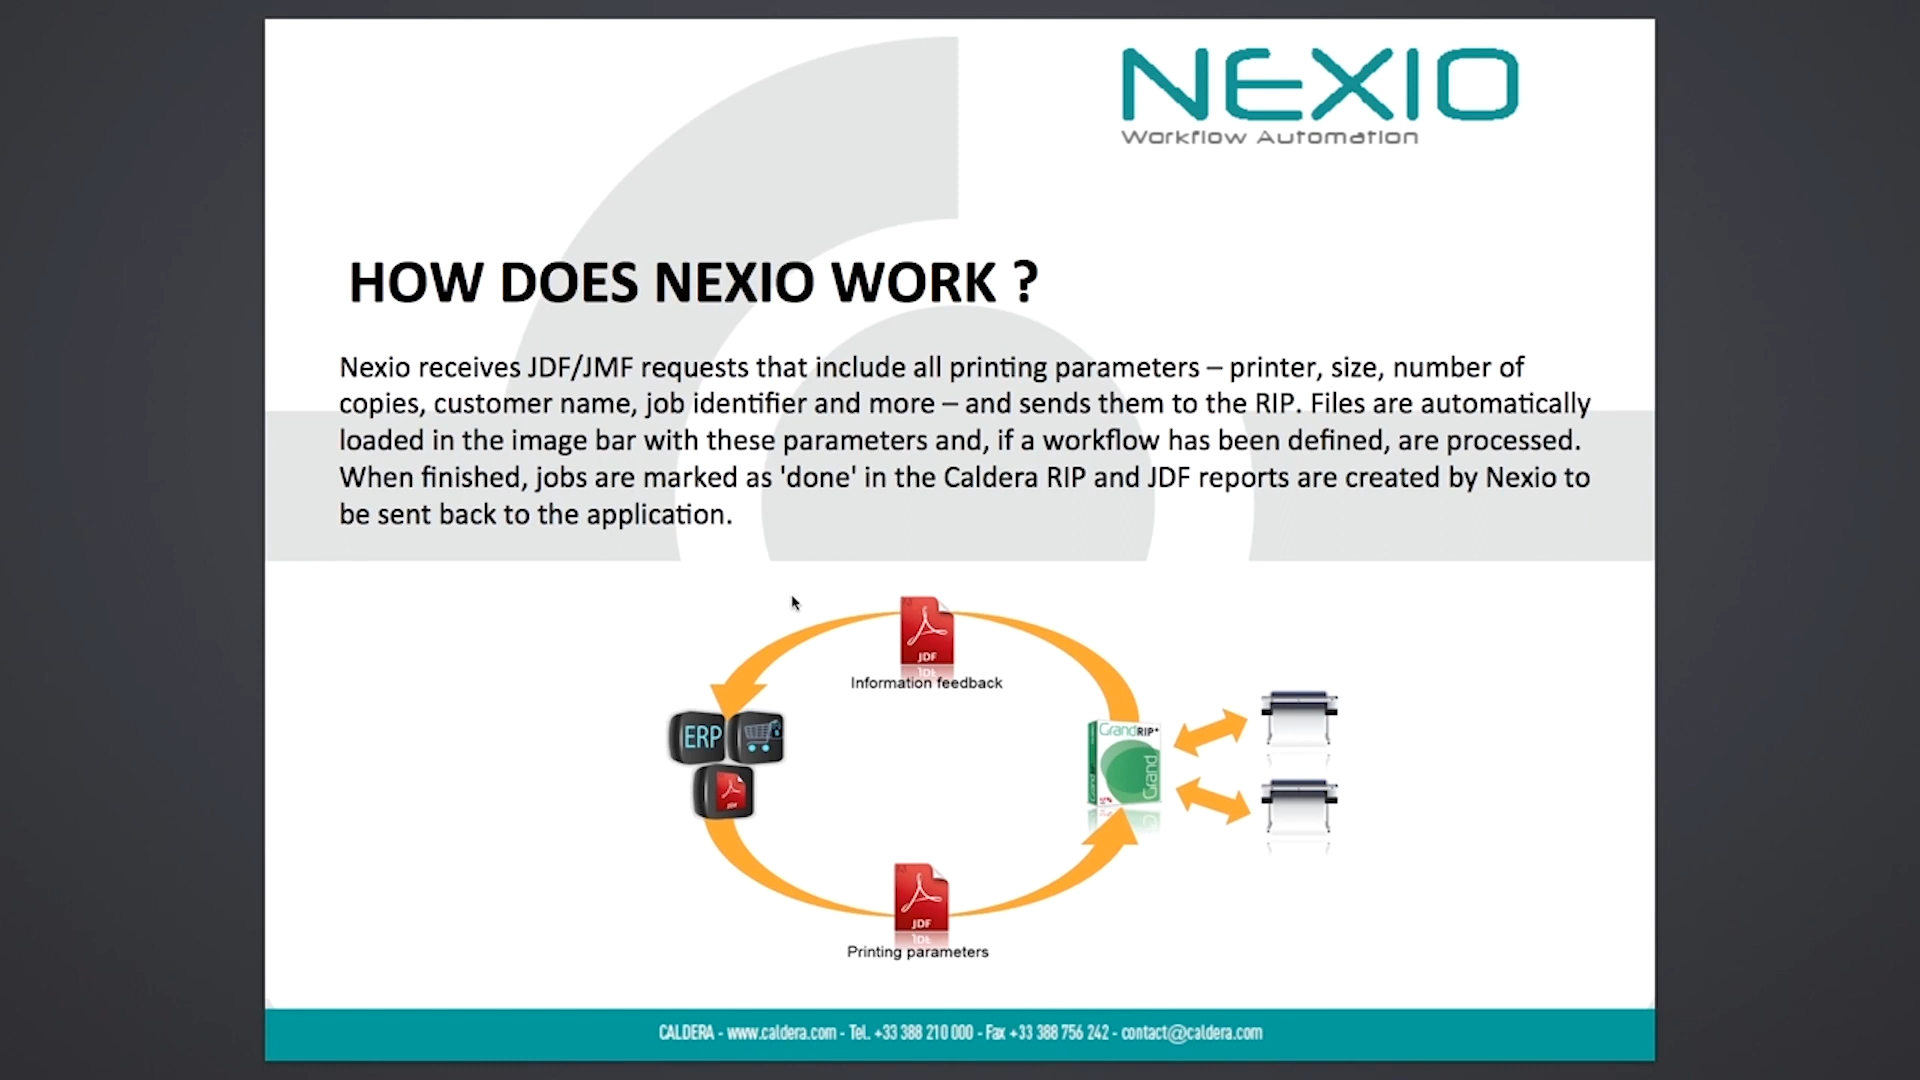 NEXIO
Workflow Automation
HOW DOES NEXIO WORK ?
Nexio receives JDF/JMF requests that include all printing parameters – printer, size, number of
copies, customer name, job identifier and more – and sends them to the RIP. Files are automatically
loaded in the image bar with these parameters and, if a workflow has been defined, are processed.
When finished, jobs are marked as 'done' in the Caldera RIP and JDF reports are created by Nexio to
be sent back to the application.
JDF
Information feedback
ERP
JDF
GrandRIP+
Grand
JDF
Printing parameters
CALDERA - www.caldera.com - Tel. +33 388 210 000 - Fax +33 388 756 242 - contact@caldera.com